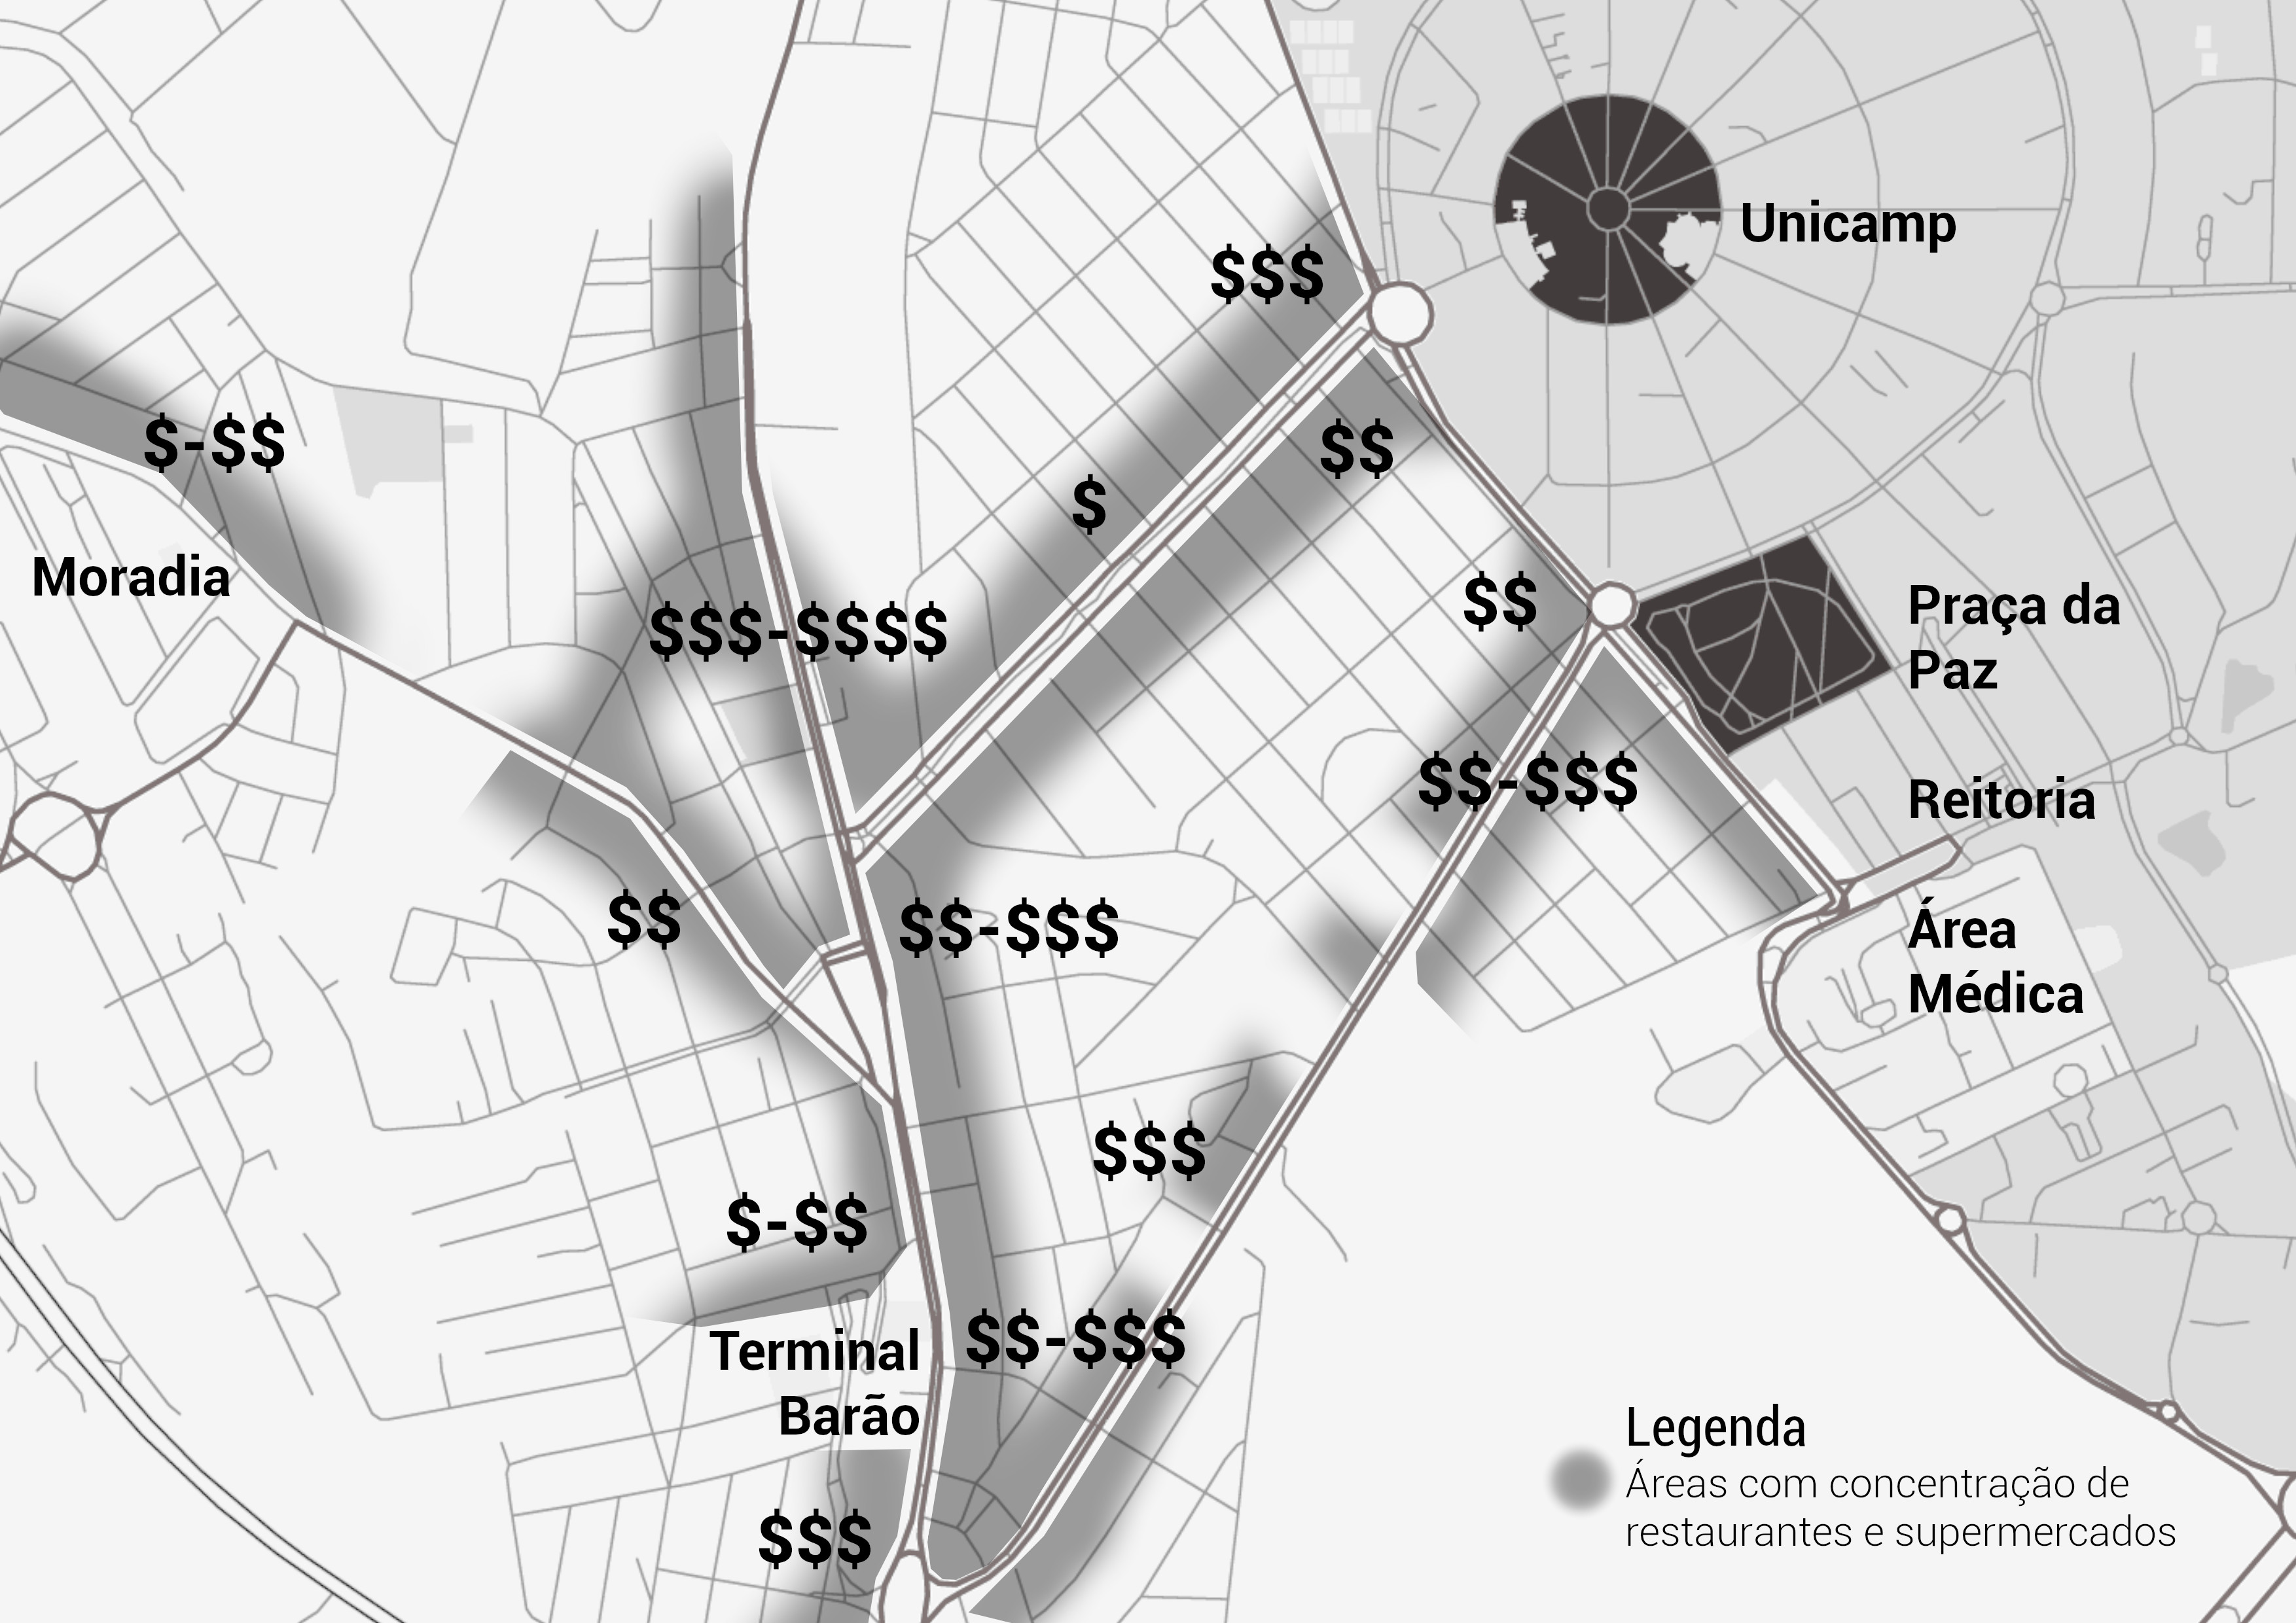 Unicamp
$$$
$-$$
$$
$
Moradia
$$
Praça da
Paz
$$$-$$$$
$$-$$$
Reitoria
$$
$$-$$$
Área
Médica
$$$
$-$$
Terminal
Barão
$$-$$$
$$$
Legenda
Áreas com concentração de
restaurantes e supermercados